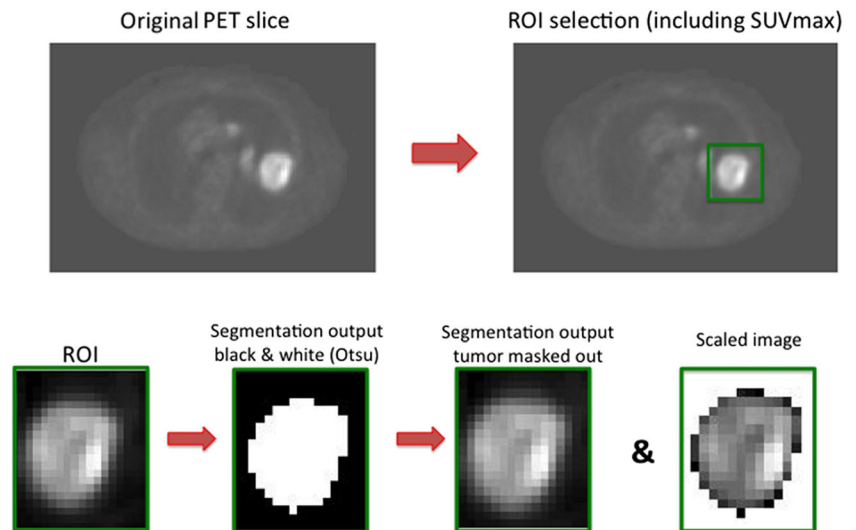 Original PET slice
ROI selection (including SUVmax)
ROI
Segmentation output
black & white (Otsu)
Segmentation output
tumor masked out
Scaled image
&